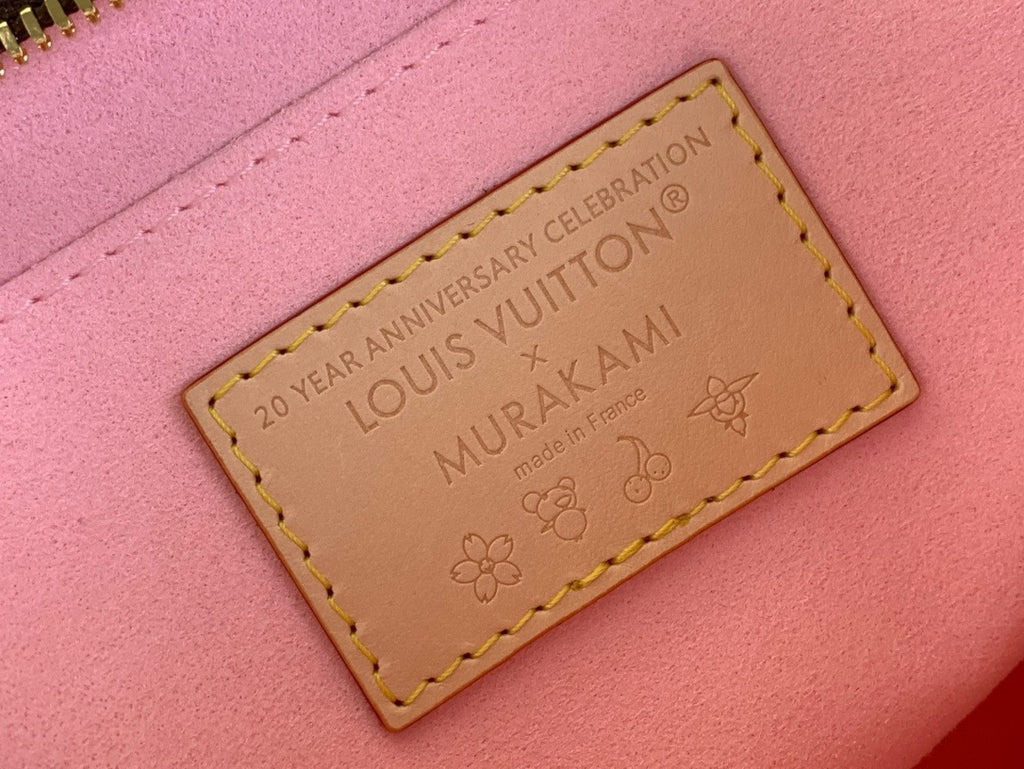 20 YEAR ANNIVERSARY CELEBRATION
LOUIS VUITTON®
×
MURAKAMI
made in France